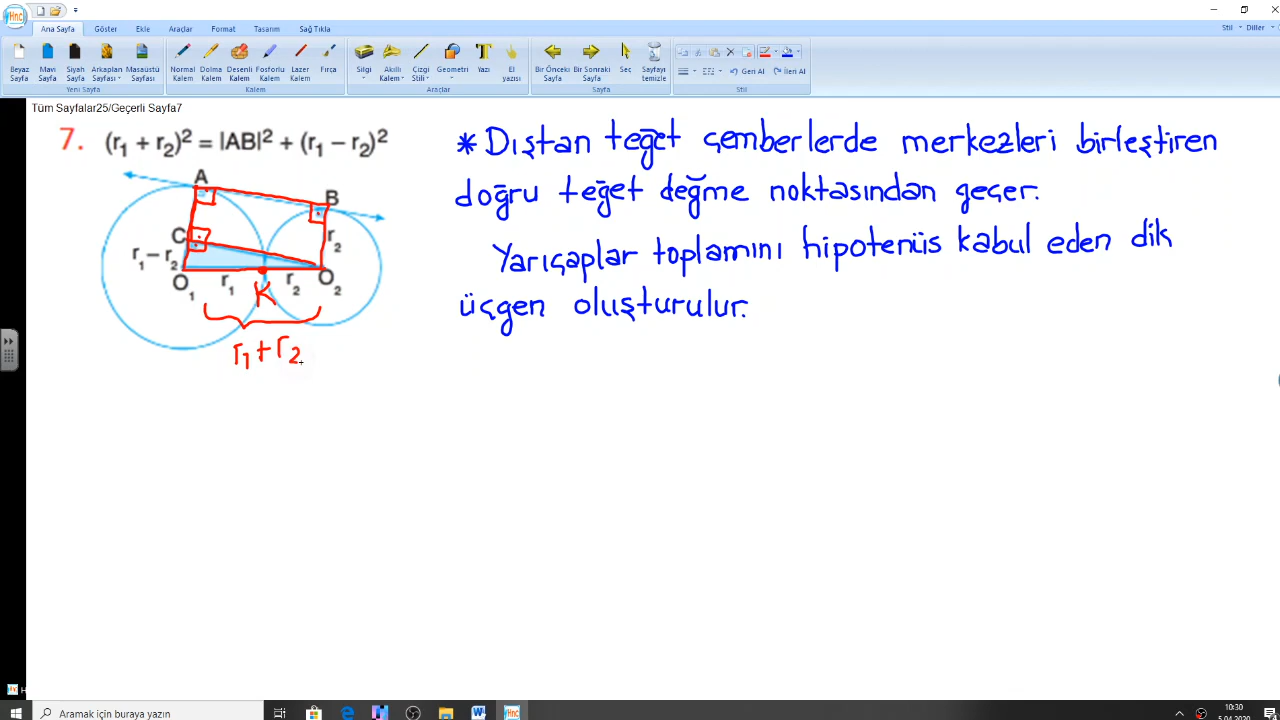 Ana Sayfa Göster Ekle Araçlar Format Tasarım Sağ Tıkla
Stil Diller
Beyaz Sayfa Mavi Sayfa Siyah Sayfa Arkaplan Sayfası Masaüstü Sayfası
Normal Kalem Dolma Kalem Desenli Kalem Fosforlu Kalem Lazer Kalem Fırça
Silgi Akıllı Kalem Çizgi Stili Geometri Yazı El yazısı
Bir Önceki Sayfa Bir Sonraki Sayfa Seç Sayfayı temizle
Geri Al İleri Al
Yeni Sayfa Kalem Araçlar Sayfa Stil
Tüm Sayfalar25/Geçerli Sayfa7
7. (r₁ + r₂)² = |AB|² + (r₁ – r₂)²
* Dıştan teğet çemberlerde merkezleri birleştiren
doğru teğet değme noktasından geçer.
Yarıçaplar toplamını hipotenüs kabul eden dik
üçgen oluşturulur.
A
B
C
r₂
r₁ – r₂
O₁ r₁ K r₂ O₂
r₁ + r₂
Aramak için buraya yazın
10:30
5.04.2020